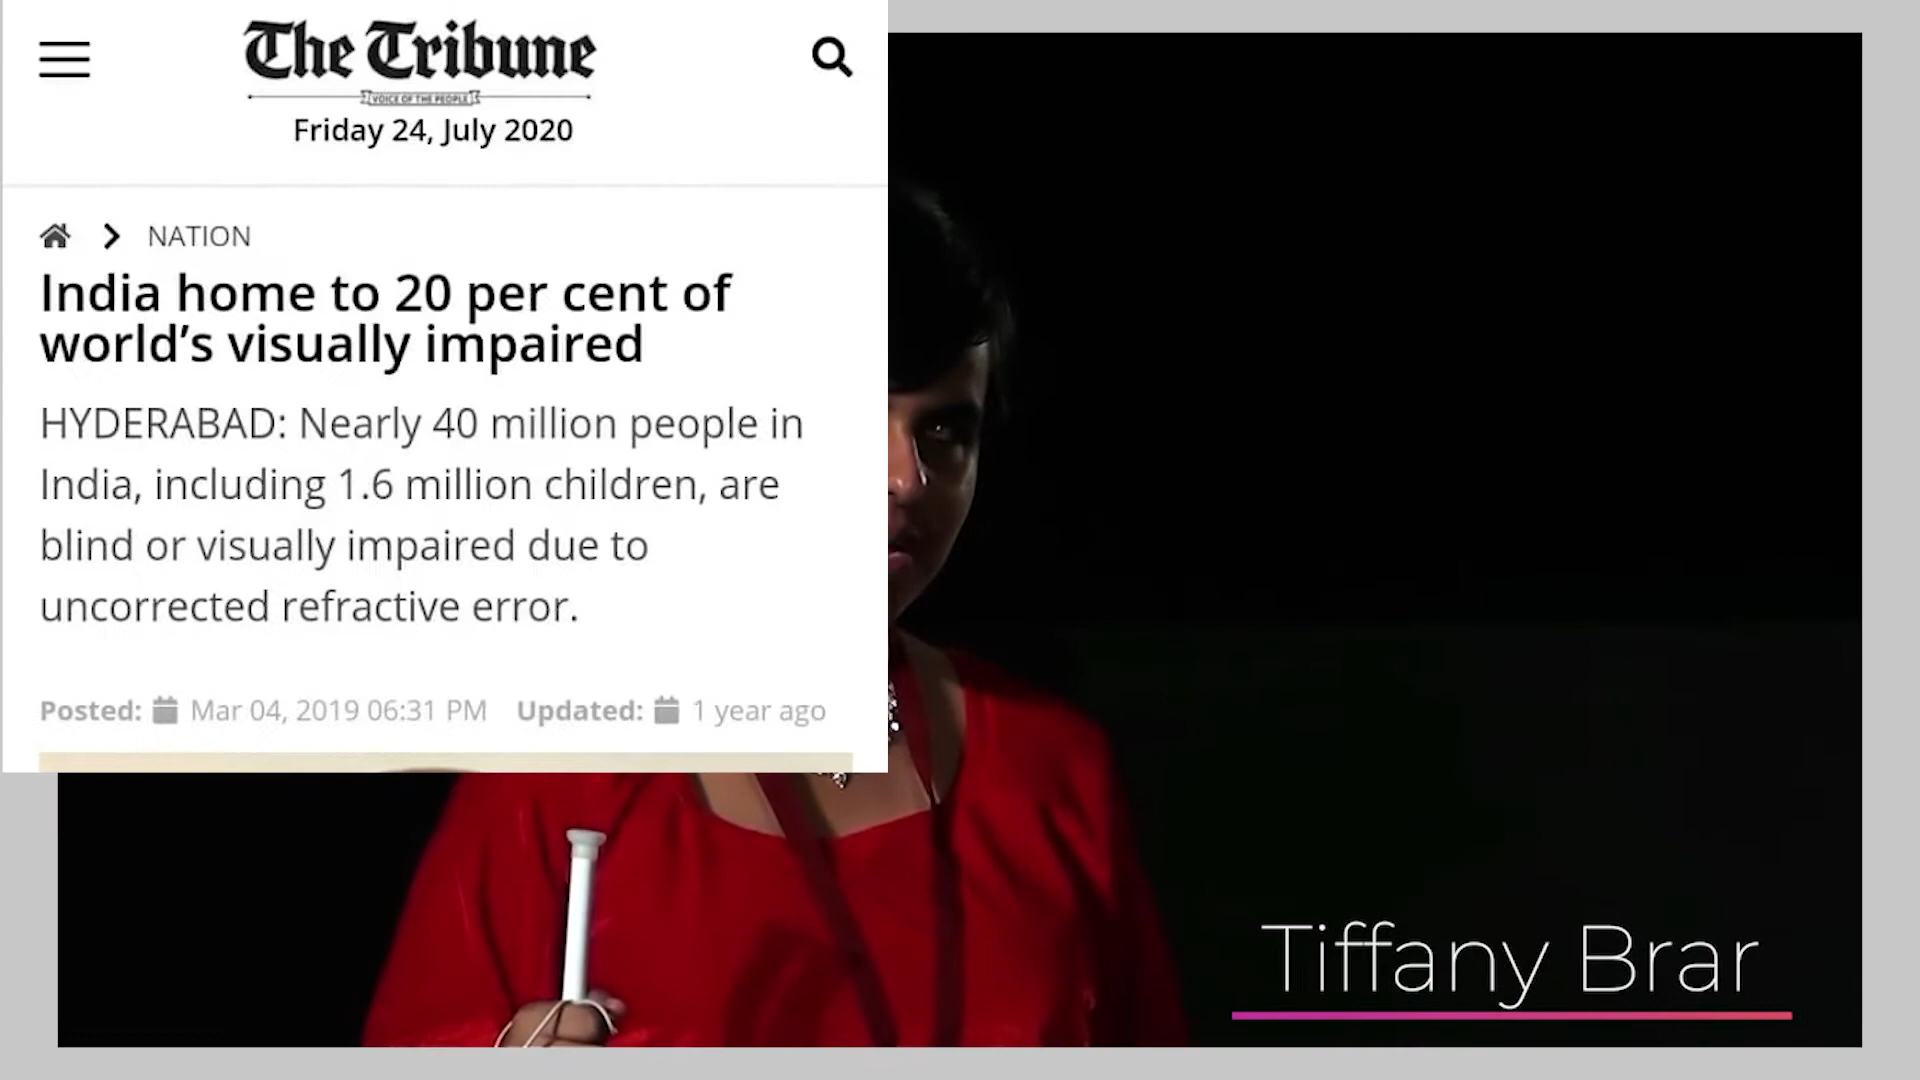 The Tribune
VOICE OF THE PEOPLE
Friday 24, July 2020
NATION
India home to 20 per cent of
world’s visually impaired
HYDERABAD: Nearly 40 million people in
India, including 1.6 million children, are
blind or visually impaired due to
uncorrected refractive error.
Posted: Mar 04, 2019 06:31 PM Updated: 1 year ago
Tiffany Brar